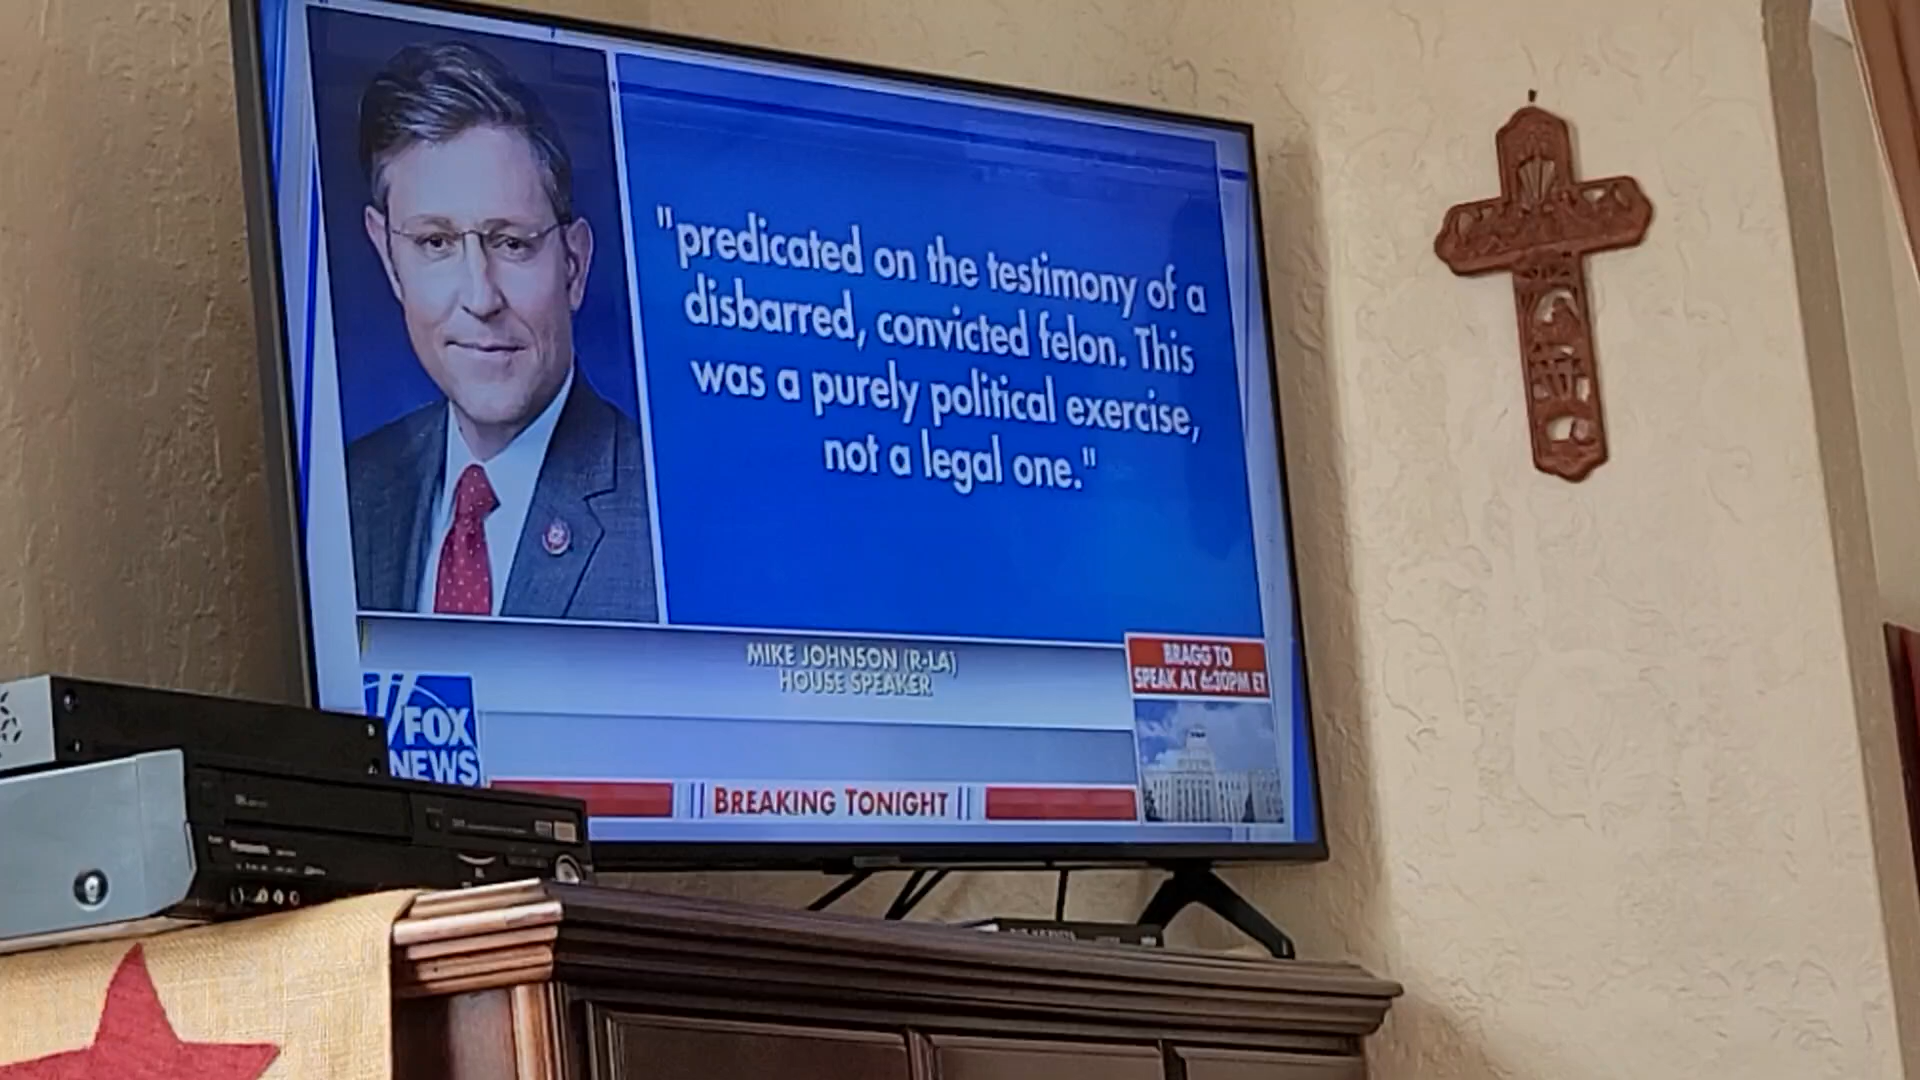 "predicated on the testimony of a
disbarred, convicted felon. This
was a purely political exercise,
not a legal one."
MIKE JOHNSON (R-LA)
HOUSE SPEAKER
BRAGG TO
SPEAK AT 6:30PM ET
FOX
NEWS
BREAKING TONIGHT
Panasonic